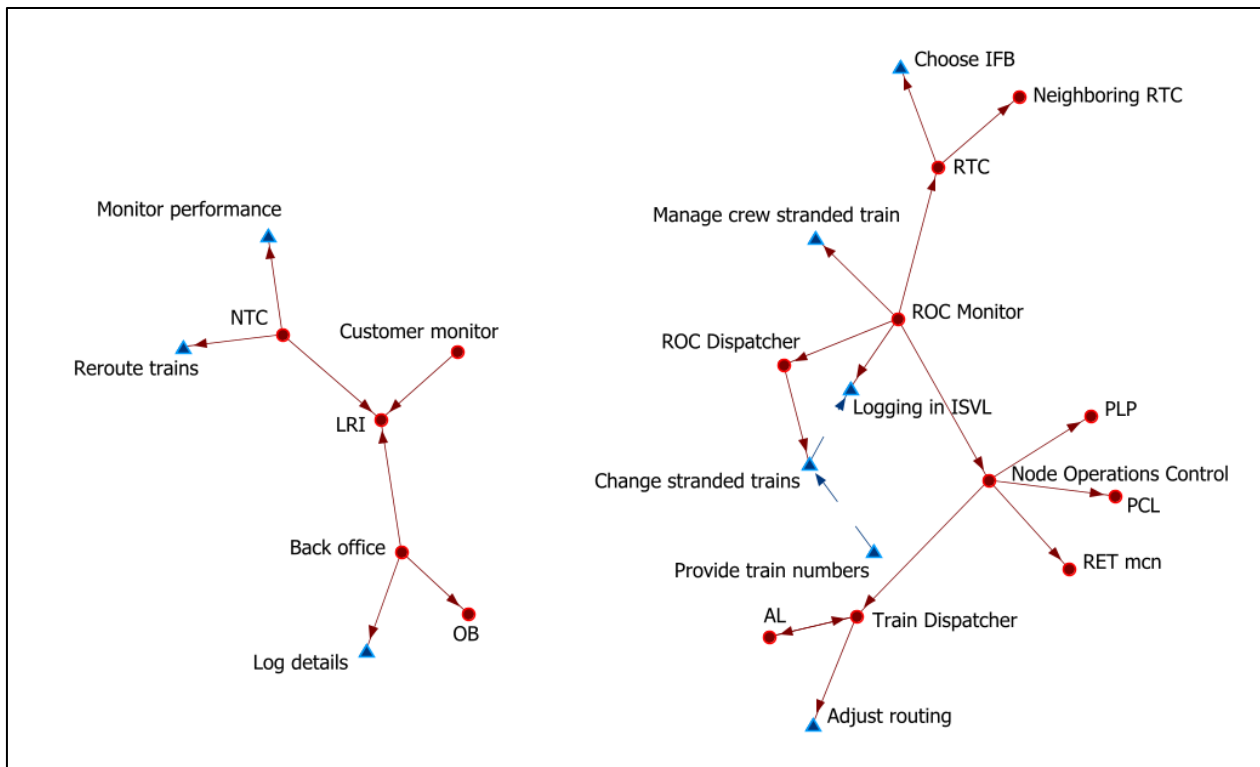 Choose IFB
Neighboring RTC
RTC
Monitor performance
Manage crew stranded train
NTC
Customer monitor
ROC Monitor
Reroute trains
ROC Dispatcher
LRI
Logging in ISVL
PLP
Change stranded trains
Node Operations Control
PCL
Back office
Provide train numbers
RET mcn
OB
AL
Train Dispatcher
Log details
Adjust routing